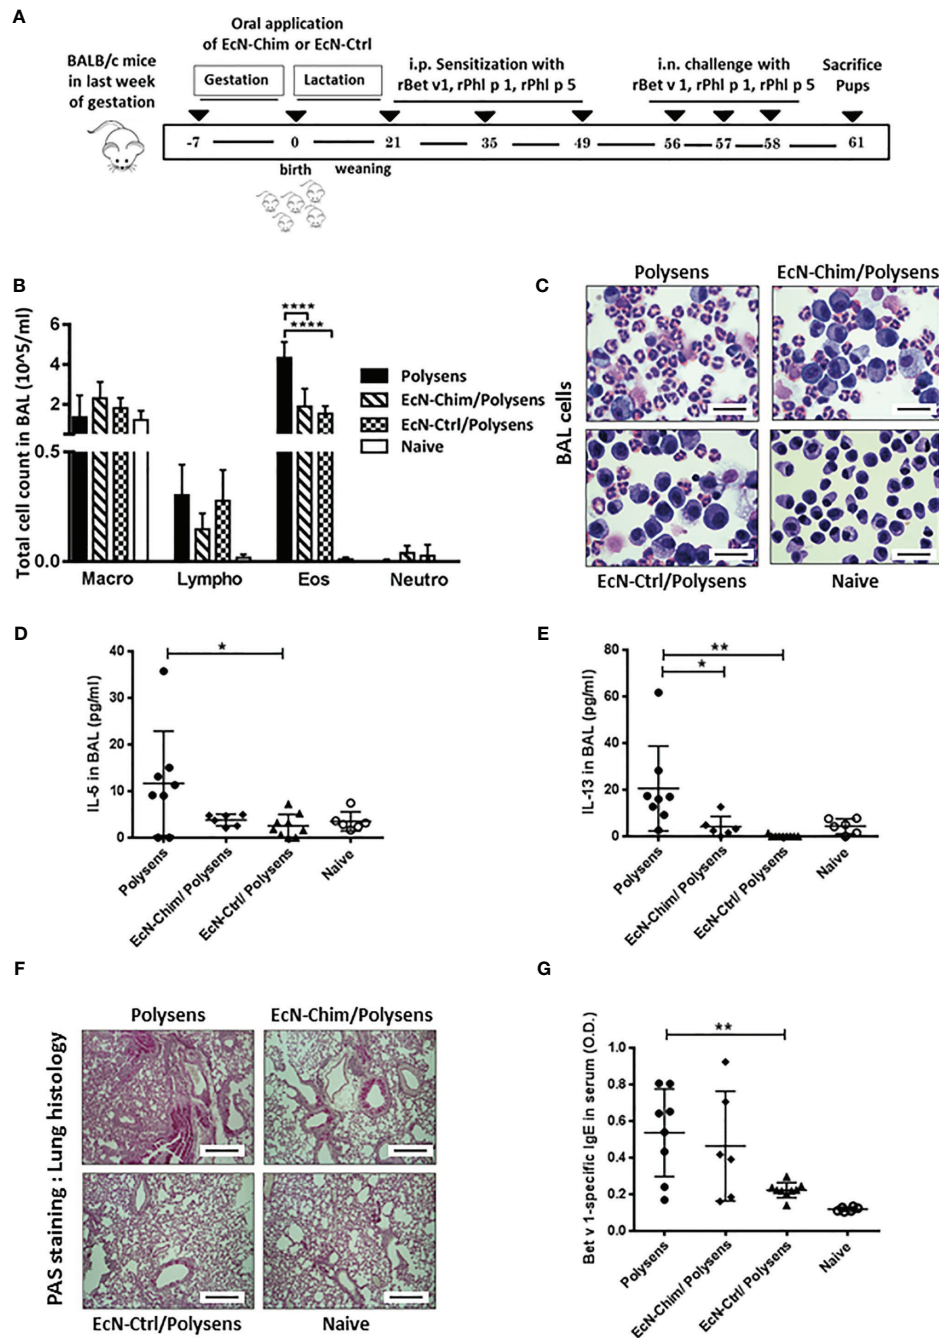 A
Oral application
of EcN-Chim or EcN-Ctrl
BALB/c mice
in last week
of gestation
Gestation
Lactation
i.p. Sensitization with
rBet v1, rPhl p 1, rPhl p 5
i.n. challenge with
rBet v 1, rPhl p 1, rPhl p 5
Sacrifice
Pups
-7 0 21 35 49 56 57 58 61
birth weaning
B
Total cell count in BAL (10^5/ml)
6
4
2
0.5
0.0
****
****
Polysens
EcN-Chim/Polysens
EcN-Ctrl/Polysens
Naive
Macro Lympho Eos Neutro
C
BAL cells
Polysens EcN-Chim/Polysens
EcN-Ctrl/Polysens Naive
D
IL-5 in BAL (pg/ml)
40
30
20
10
0
*
Polysens
EcN-Chim/ Polysens
EcN-Ctrl/ Polysens
Naive
E
IL-13 in BAL (pg/ml)
80
60
40
20
0
**
*
Polysens
EcN-Chim/ Polysens
EcN-Ctrl/ Polysens
Naive
F
PAS staining : Lung histology
Polysens EcN-Chim/Polysens
EcN-Ctrl/Polysens Naive
G
Bet v 1-specific IgE in serum (O.D.)
1.0
0.8
0.6
0.4
0.2
0.0
**
Polysens
EcN-Chim/ Polysens
EcN-Ctrl/ Polysens
Naive